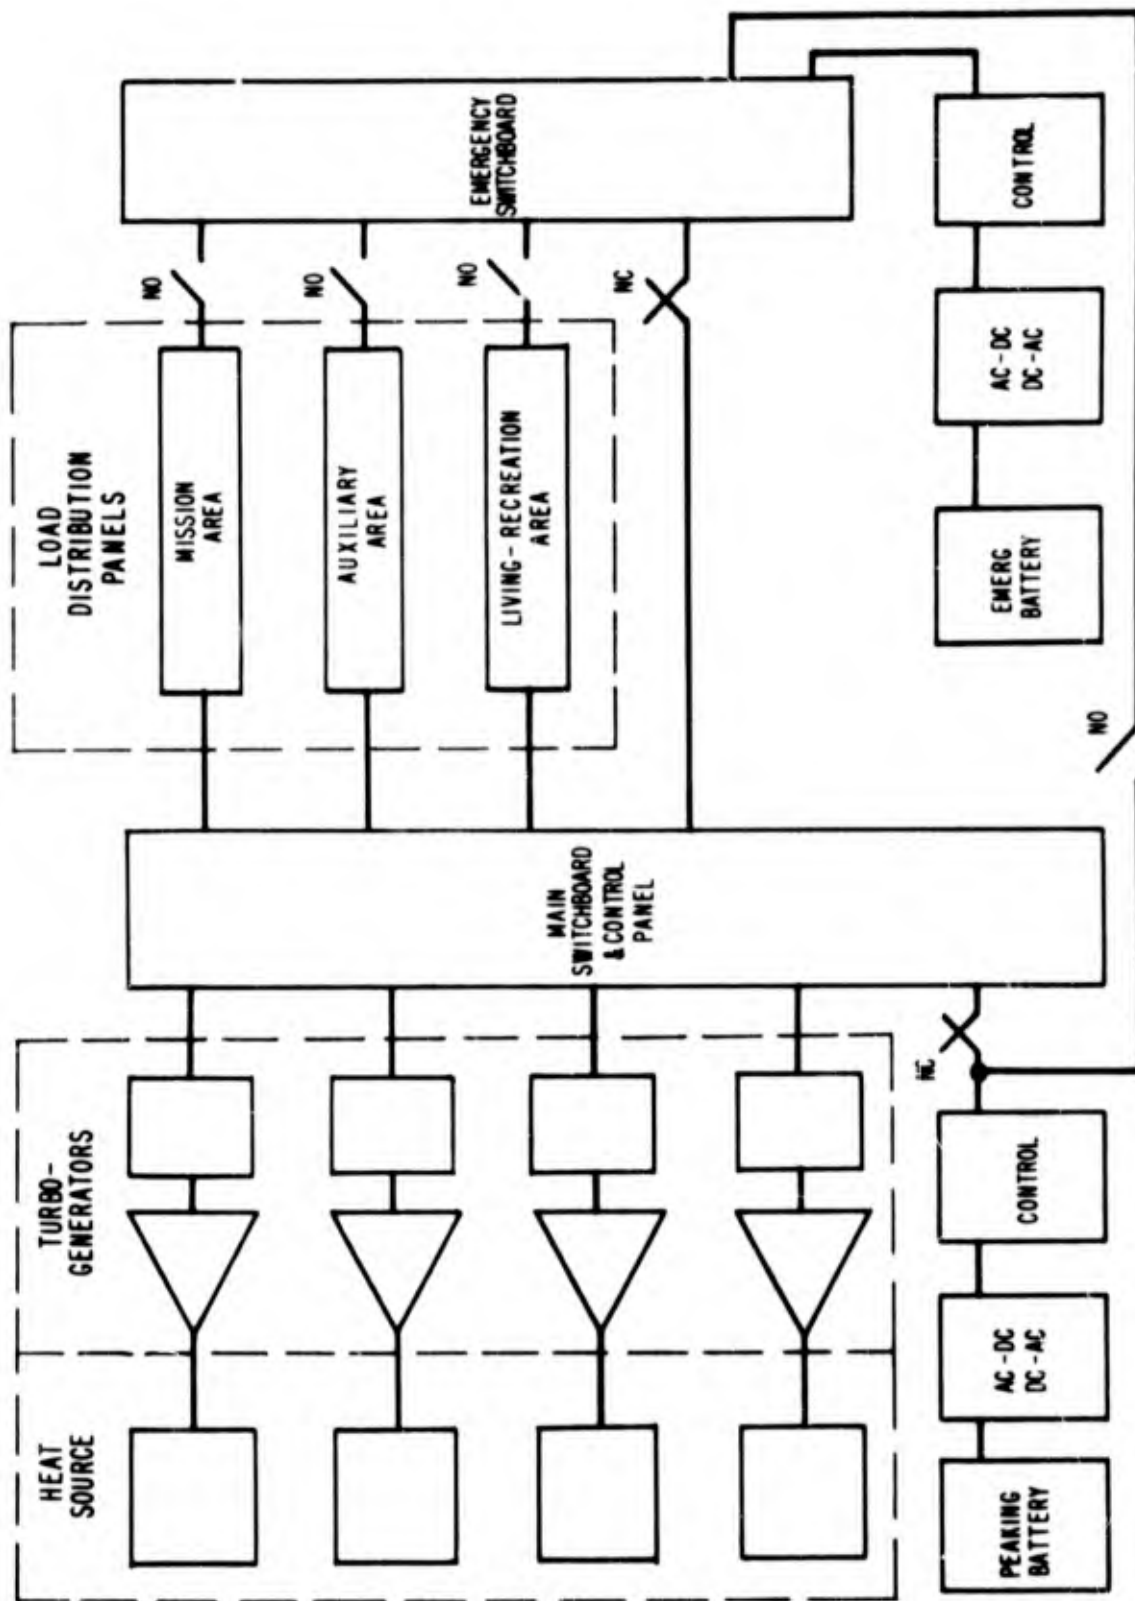 HEAT
SOURCE
TURBO-
GENERATORS
LOAD
DISTRIBUTION
PANELS
MISSION
AREA
NO
AUXILIARY
AREA
NO
LIVING-RECREATION
AREA
NO
NC
MAIN
SWITCHBOARD
& CONTROL
PANEL
EMERGENCY
SWITCHBOARD
PEAKING
BATTERY
AC-DC
DC-AC
CONTROL
NC
NO
EMERG
BATTERY
AC-DC
DC-AC
CONTROL